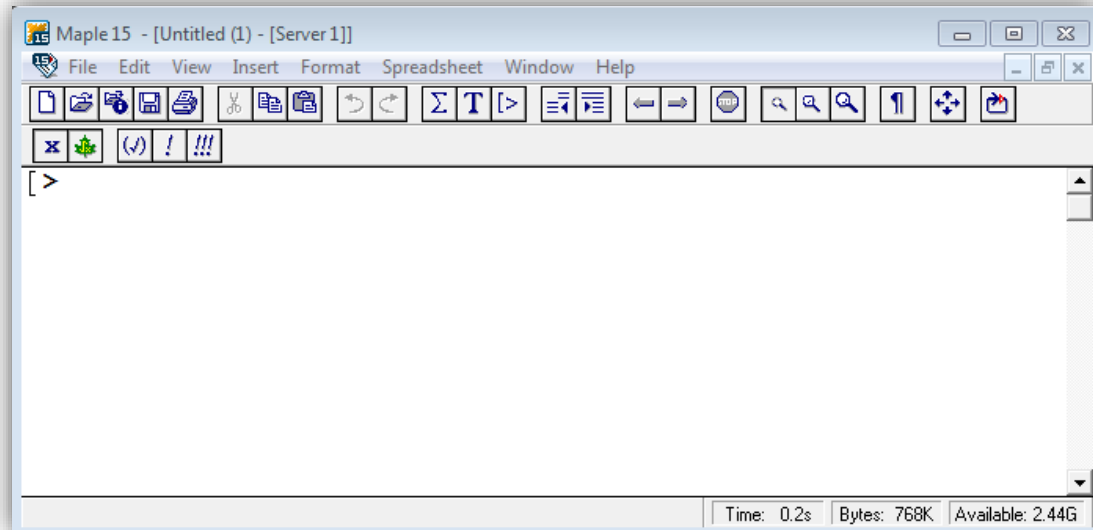 Maple 15 - [Untitled (1) - [Server 1]]
File Edit View Insert Format Spreadsheet Window Help
Σ T [> STOP ¶
x (√) ! !!!
[ >
Time: 0.2s Bytes: 768K Available: 2.44G